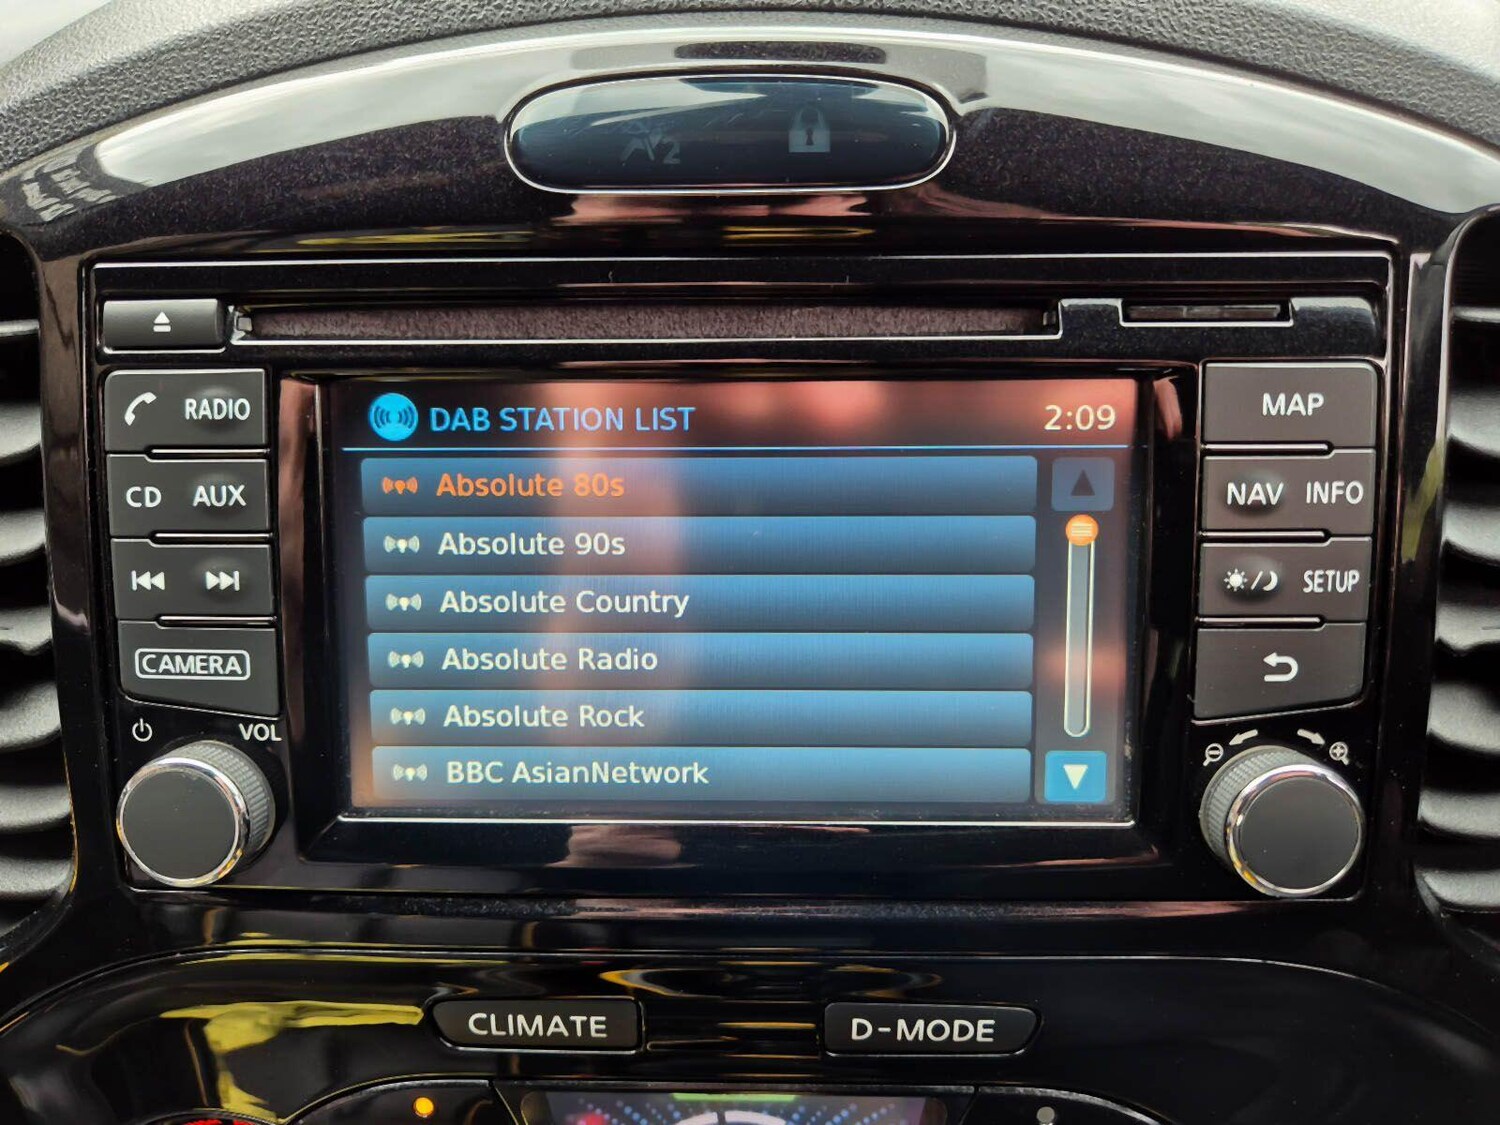 2
RADIO
CD AUX
CAMERA
VOL
DAB STATION LIST 2:09
Absolute 80s
Absolute 90s
Absolute Country
Absolute Radio
Absolute Rock
BBC AsianNetwork
MAP
NAV INFO
SETUP
CLIMATE
D-MODE